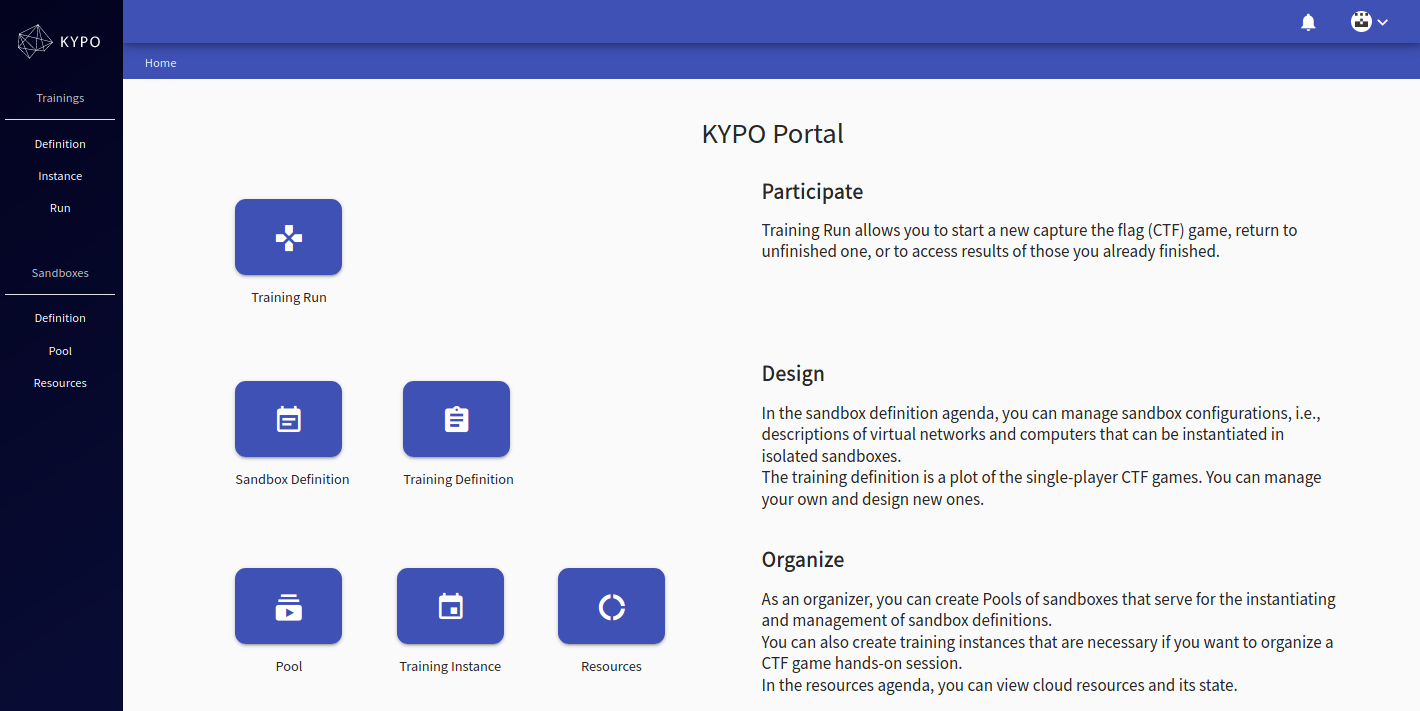 KYPO
Trainings
Definition
Instance
Run
Sandboxes
Definition
Pool
Resources
Home
KYPO Portal
Training Run
Participate
Training Run allows you to start a new capture the flag (CTF) game, return to
unfinished one, or to access results of those you already finished.
Sandbox Definition
Training Definition
Design
In the sandbox definition agenda, you can manage sandbox configurations, i.e.,
descriptions of virtual networks and computers that can be instantiated in
isolated sandboxes.
The training definition is a plot of the single-player CTF games. You can manage
your own and design new ones.
Pool
Training Instance
Resources
Organize
As an organizer, you can create Pools of sandboxes that serve for the instantiating
and management of sandbox definitions.
You can also create training instances that are necessary if you want to organize a
CTF game hands-on session.
In the resources agenda, you can view cloud resources and its state.